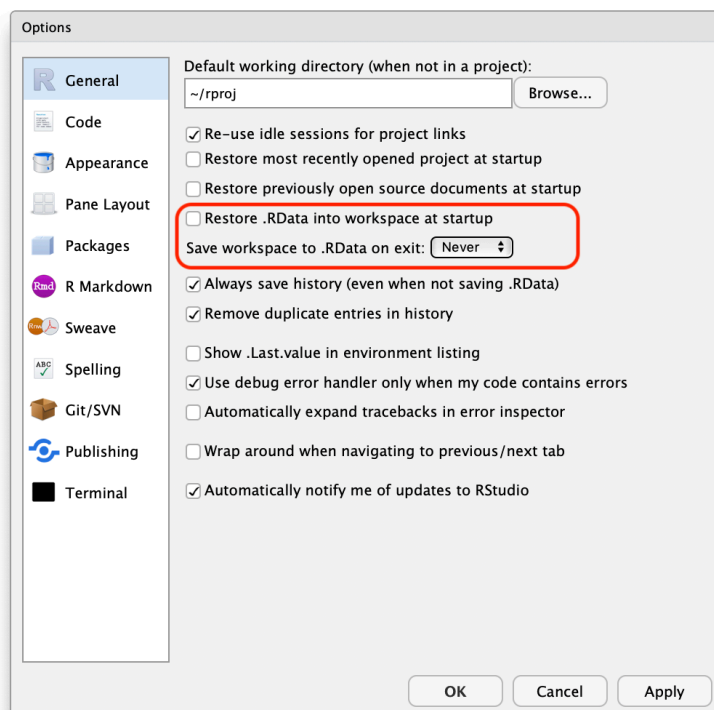 Options
General
Code
Appearance
Pane Layout
Packages
Rmd R Markdown
Rnw Sweave
ABC Spelling
Git/SVN
Publishing
Terminal
Default working directory (when not in a project):
~/rproj Browse...
Re-use idle sessions for project links
Restore most recently opened project at startup
Restore previously open source documents at startup
Restore .RData into workspace at startup
Save workspace to .RData on exit: Never
Always save history (even when not saving .RData)
Remove duplicate entries in history
Show .Last.value in environment listing
Use debug error handler only when my code contains errors
Automatically expand tracebacks in error inspector
Wrap around when navigating to previous/next tab
Automatically notify me of updates to RStudio
OK Cancel Apply